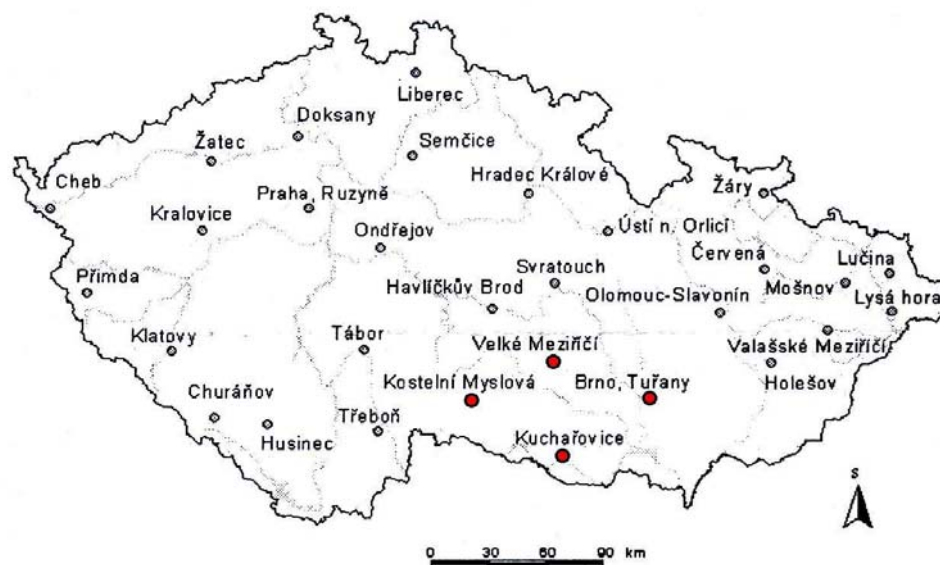 Liberec
Doksany
Semčice
Žatec
Hradec Králové
Cheb
Praha, Ruzyně
Žáry
Kralovice
Ústí n. Orlicí
Ondřejov
Červená
Lučina
Svratouch
Přimda
Havlíčkův Brod
Olomouc-Slavonín
Mošnov
Lysá hora
Klatovy
Tábor
Velké Meziříčí
Valašské Meziříčí
Kostelní Myslová
Brno, Tuřany
Holešov
Churáňov
Třeboň
Husinec
Kuchařovice
S
0 30 60 90 km